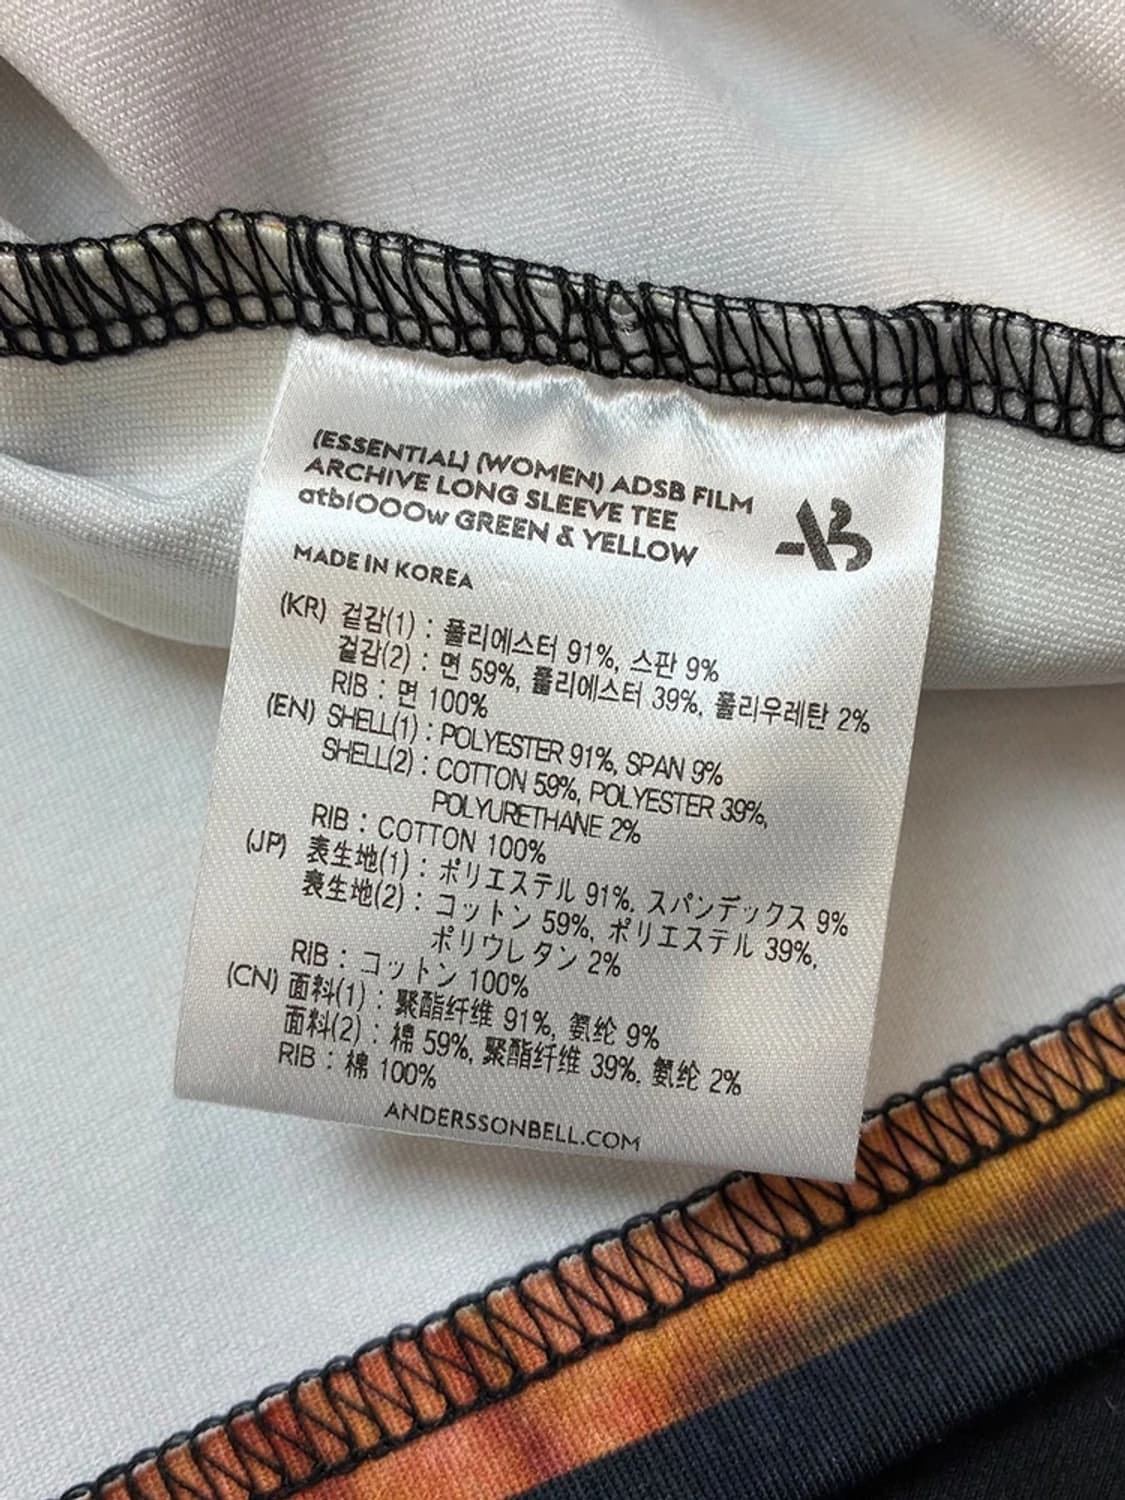 (ESSENTIAL) (WOMEN) ADSB FILM
ARCHIVE LONG SLEEVE TEE
atb1000w GREEN & YELLOW
AB
MADE IN KOREA
(KR) 겉감(1) : 폴리에스터 91%, 스판 9%
겉감(2) : 면 59%, 폴리에스터 39%, 폴리우레탄 2%
RIB : 면 100%
(EN) SHELL(1) : POLYESTER 91%, SPAN 9%
SHELL(2) : COTTON 59%, POLYESTER 39%,
POLYURETHANE 2%
RIB : COTTON 100%
(JP) 表生地(1) : ポリエステル 91%, スパンデックス 9%
表生地(2) : コットン 59%, ポリエステル 39%,
ポリウレタン 2%
RIB : コットン 100%
(CN) 面料(1) : 聚酯纤维 91%, 氨纶 9%
面料(2) : 棉 59%, 聚酯纤维 39%, 氨纶 2%
RIB : 棉 100%
ANDERSSONBELL.COM